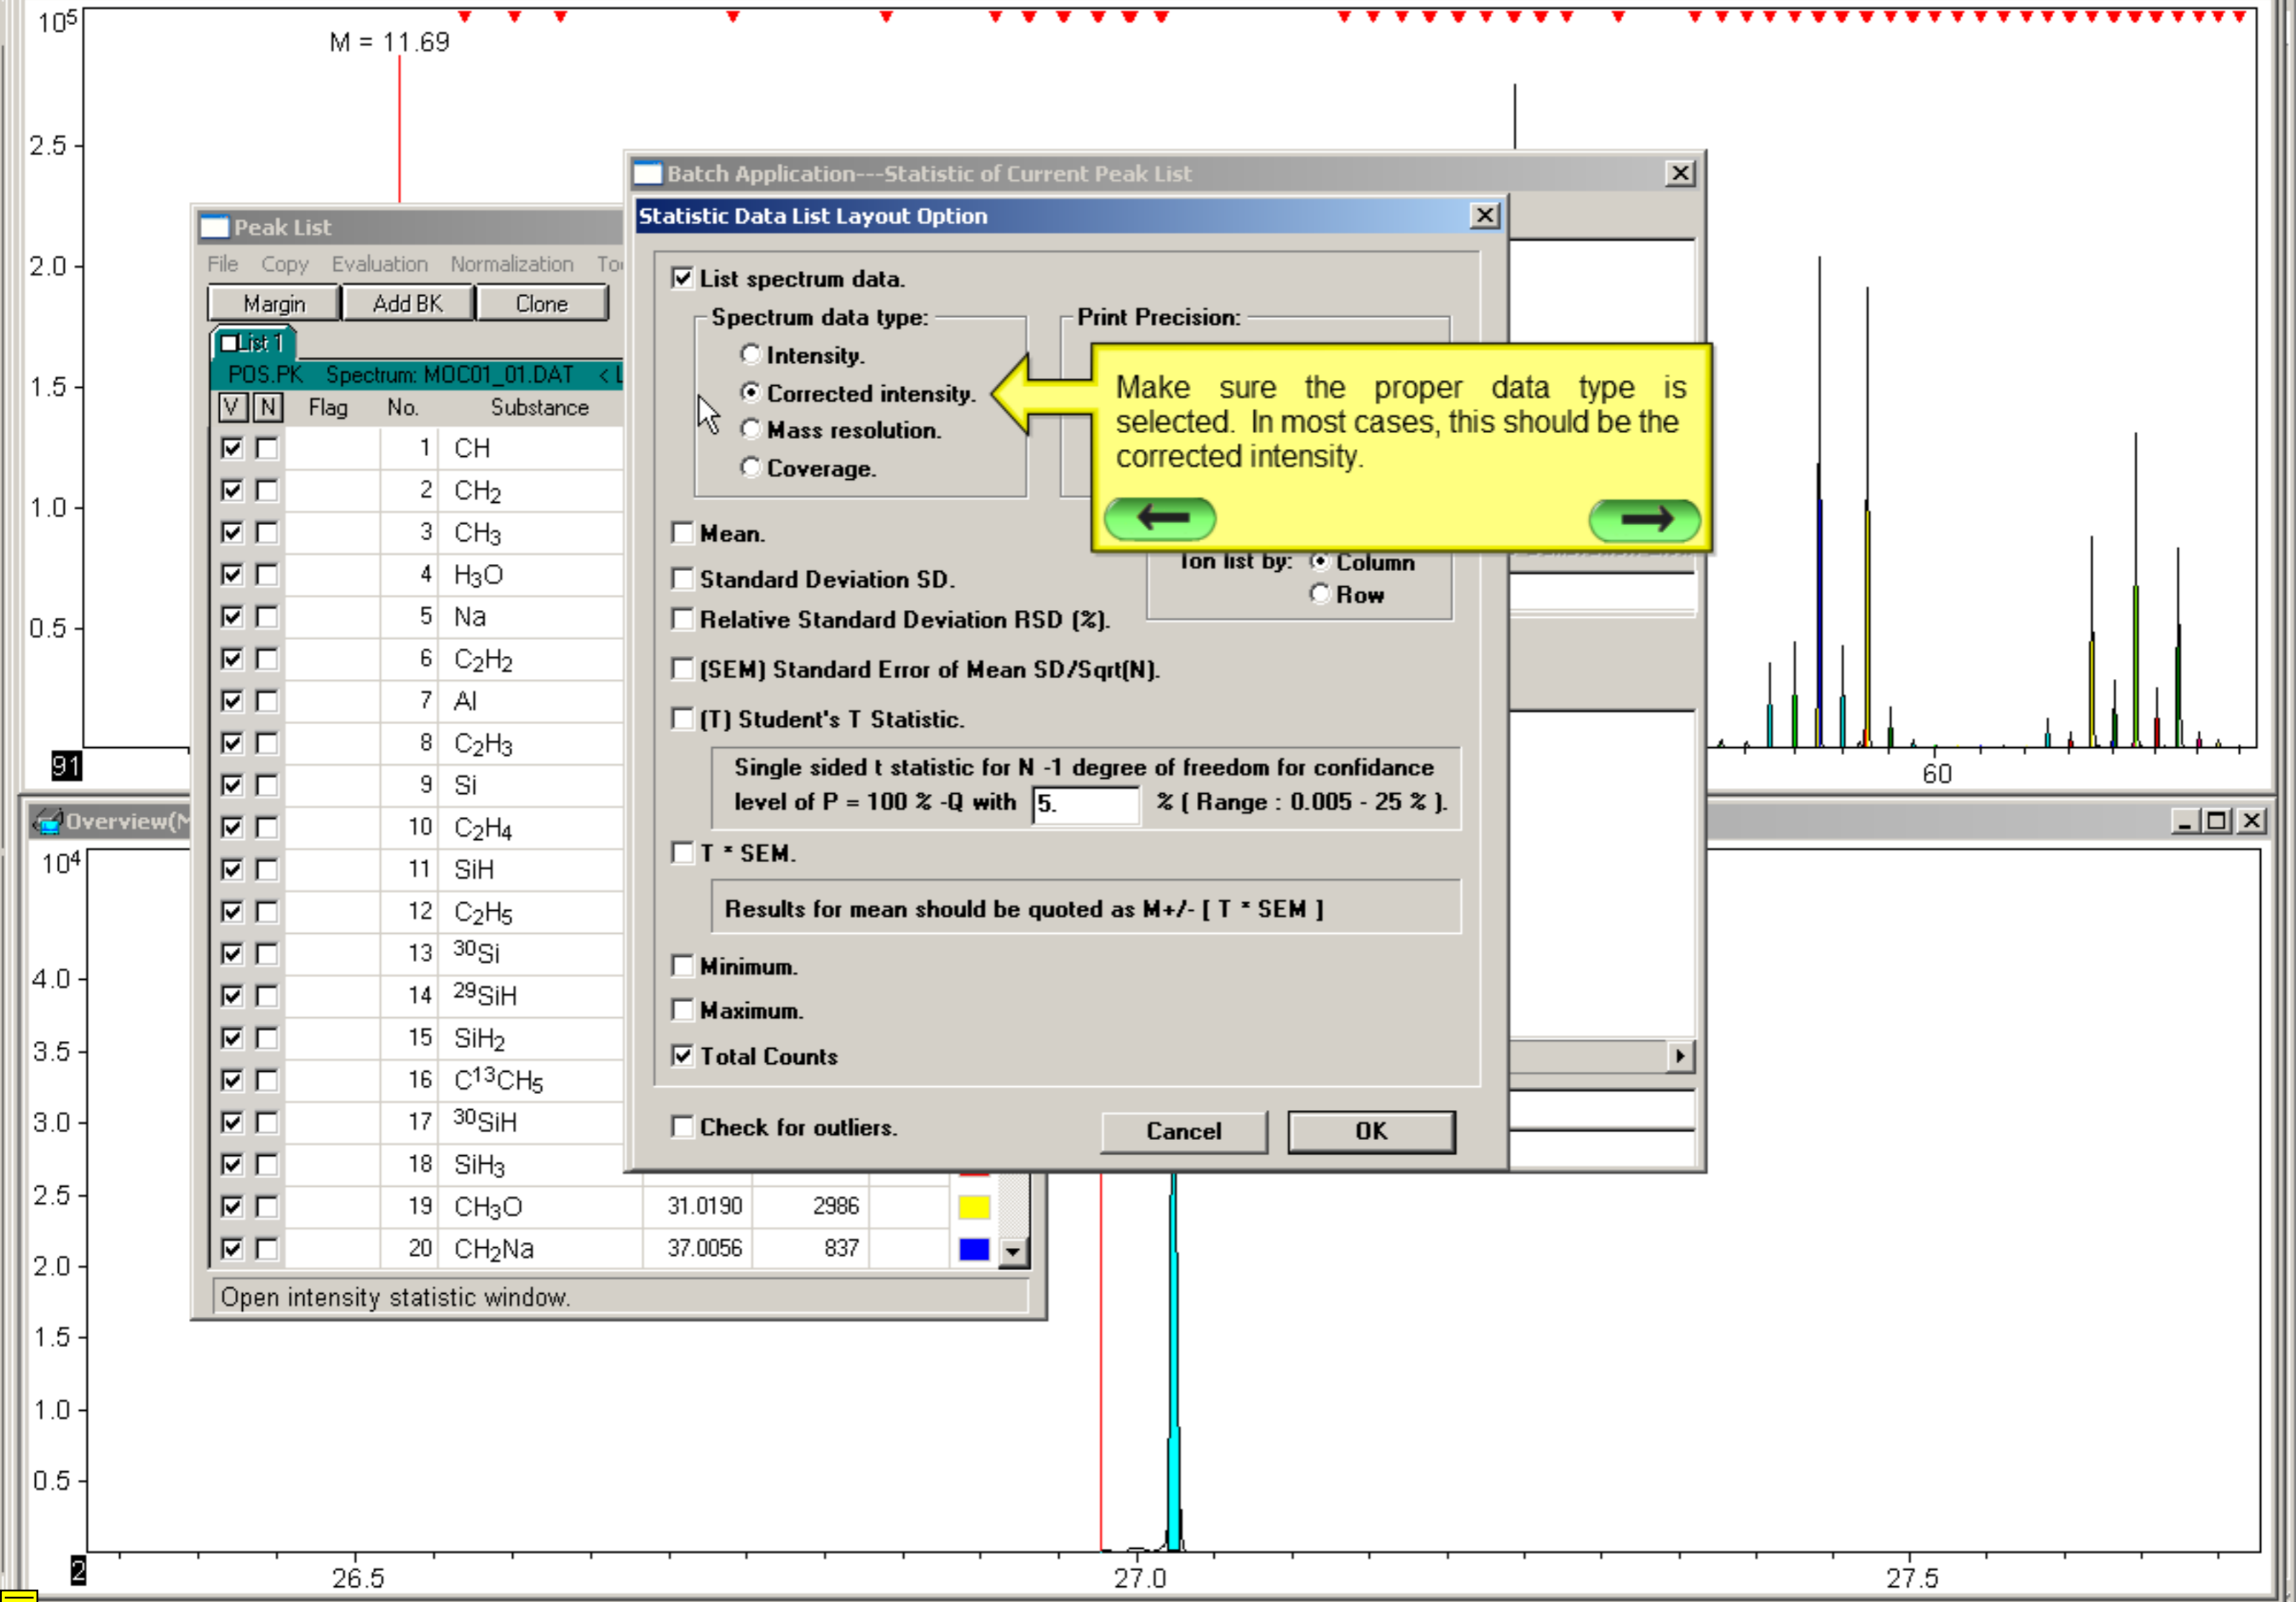 10⁵
M = 11.69
2.5
2.0
1.5
1.0
0.5
91
60
Batch Application---Statistic of Current Peak List
Statistic Data List Layout Option
List spectrum data.
Spectrum data type:
Intensity.
Corrected intensity.
Mass resolution.
Coverage.
Print Precision:
Make sure the proper data type is
selected. In most cases, this should be the
corrected intensity.
Mean.
Standard Deviation SD.
Relative Standard Deviation RSD (%).
Ion list by:
Column
Row
(SEM) Standard Error of Mean SD/Sqrt(N).
(T) Student's T Statistic.
Single sided t statistic for N -1 degree of freedom for confidance
level of P = 100 % -Q with 5. % ( Range : 0.005 - 25 % ).
T * SEM.
Results for mean should be quoted as M+/- [ T * SEM ]
Minimum.
Maximum.
Total Counts
Check for outliers.
Cancel
OK
Peak List
File Copy Evaluation Normalization
Margin Add BK Clone
List 1
POS.PK Spectrum: MOC01_01.DAT <
V N Flag No. Substance
1 CH
2 CH₂
3 CH₃
4 H₃O
5 Na
6 C₂H₂
7 Al
8 C₂H₃
9 Si
10 C₂H₄
11 SiH
12 C₂H₅
13 ³⁰Si
14 ²⁹SiH
15 SiH₂
16 C¹³CH₅
17 ³⁰SiH
18 SiH₃
19 CH₃O 31.0190 2986
20 CH₂Na 37.0056 837
Open intensity statistic window.
Overview(M
10⁴
4.0
3.5
3.0
2.5
2.0
1.5
1.0
0.5
2
26.5
27.0
27.5